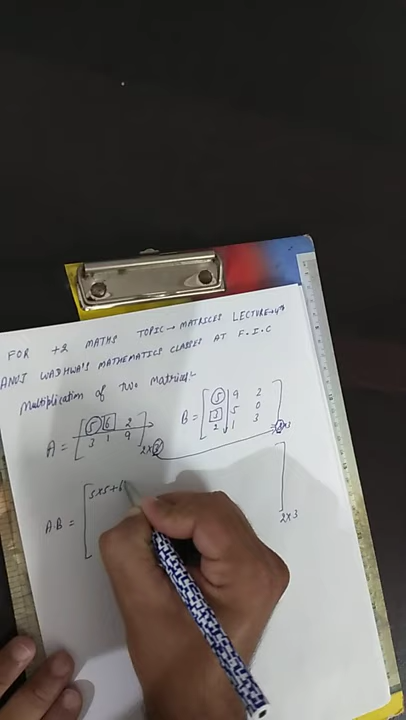 FOR +2 MATHS TOPIC → MATRICES LECTURE → 4th
ANUJ WADHWA'S MATHEMATICS CLASSES AT F.I.C
Multiplication of Two Matrices:-
A = [ 5 6 2
3 1 9 ] 2×3
B = [ 5 9 2
3 5 0
2 1 3 ] 3×3
A·B = [ 5×5+6
] 2×3